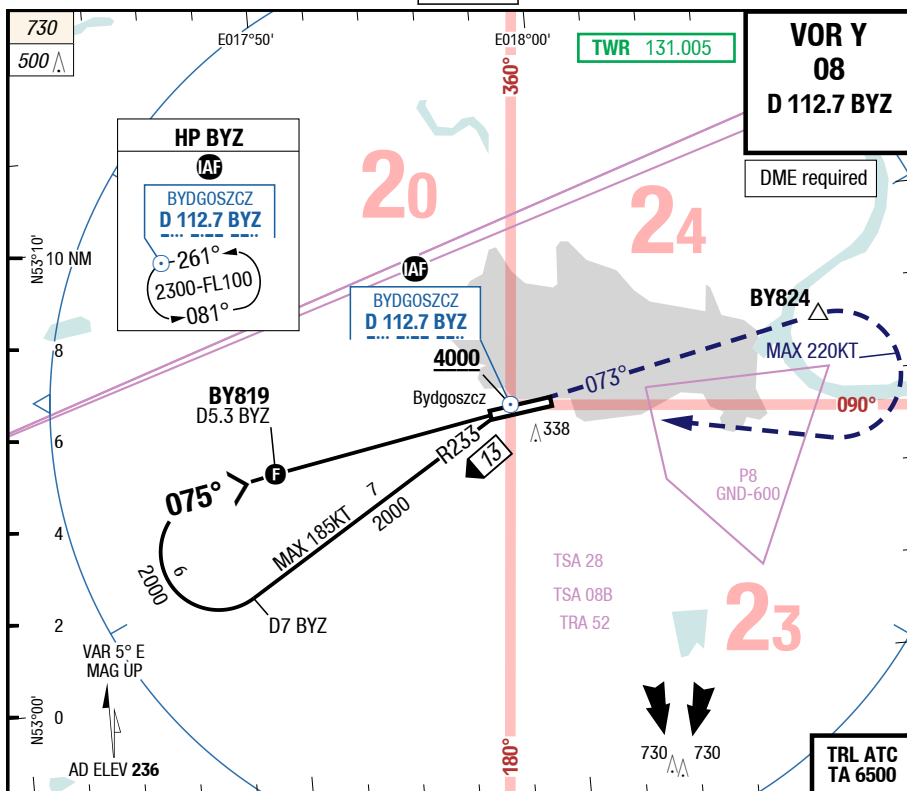 730
500
E017°50'
E018°00'
TWR 131.005
VOR Y
08
D 112.7 BYZ
DME required
360°
HP BYZ
IAF
BYDGOSZCZ
D 112.7 BYZ
261°
2300-FL100
081°
20
24
N53°10'
10 NM
IAF
BYDGOSZCZ
D 112.7 BYZ
4000
BY824
MAX 220KT
8
BY819
D5.3 BYZ
Bydgoszcz
073°
090°
6
F
R233
13
338
075°
P8
GND-600
7
2000
MAX 185KT
4
6
2000
TSA 28
TSA 08B
TRA 52
D7 BYZ
23
2
VAR 5° E
MAG UP
N53°00'
0
AD ELEV 236
180°
730
730
TRL ATC
TA 6500